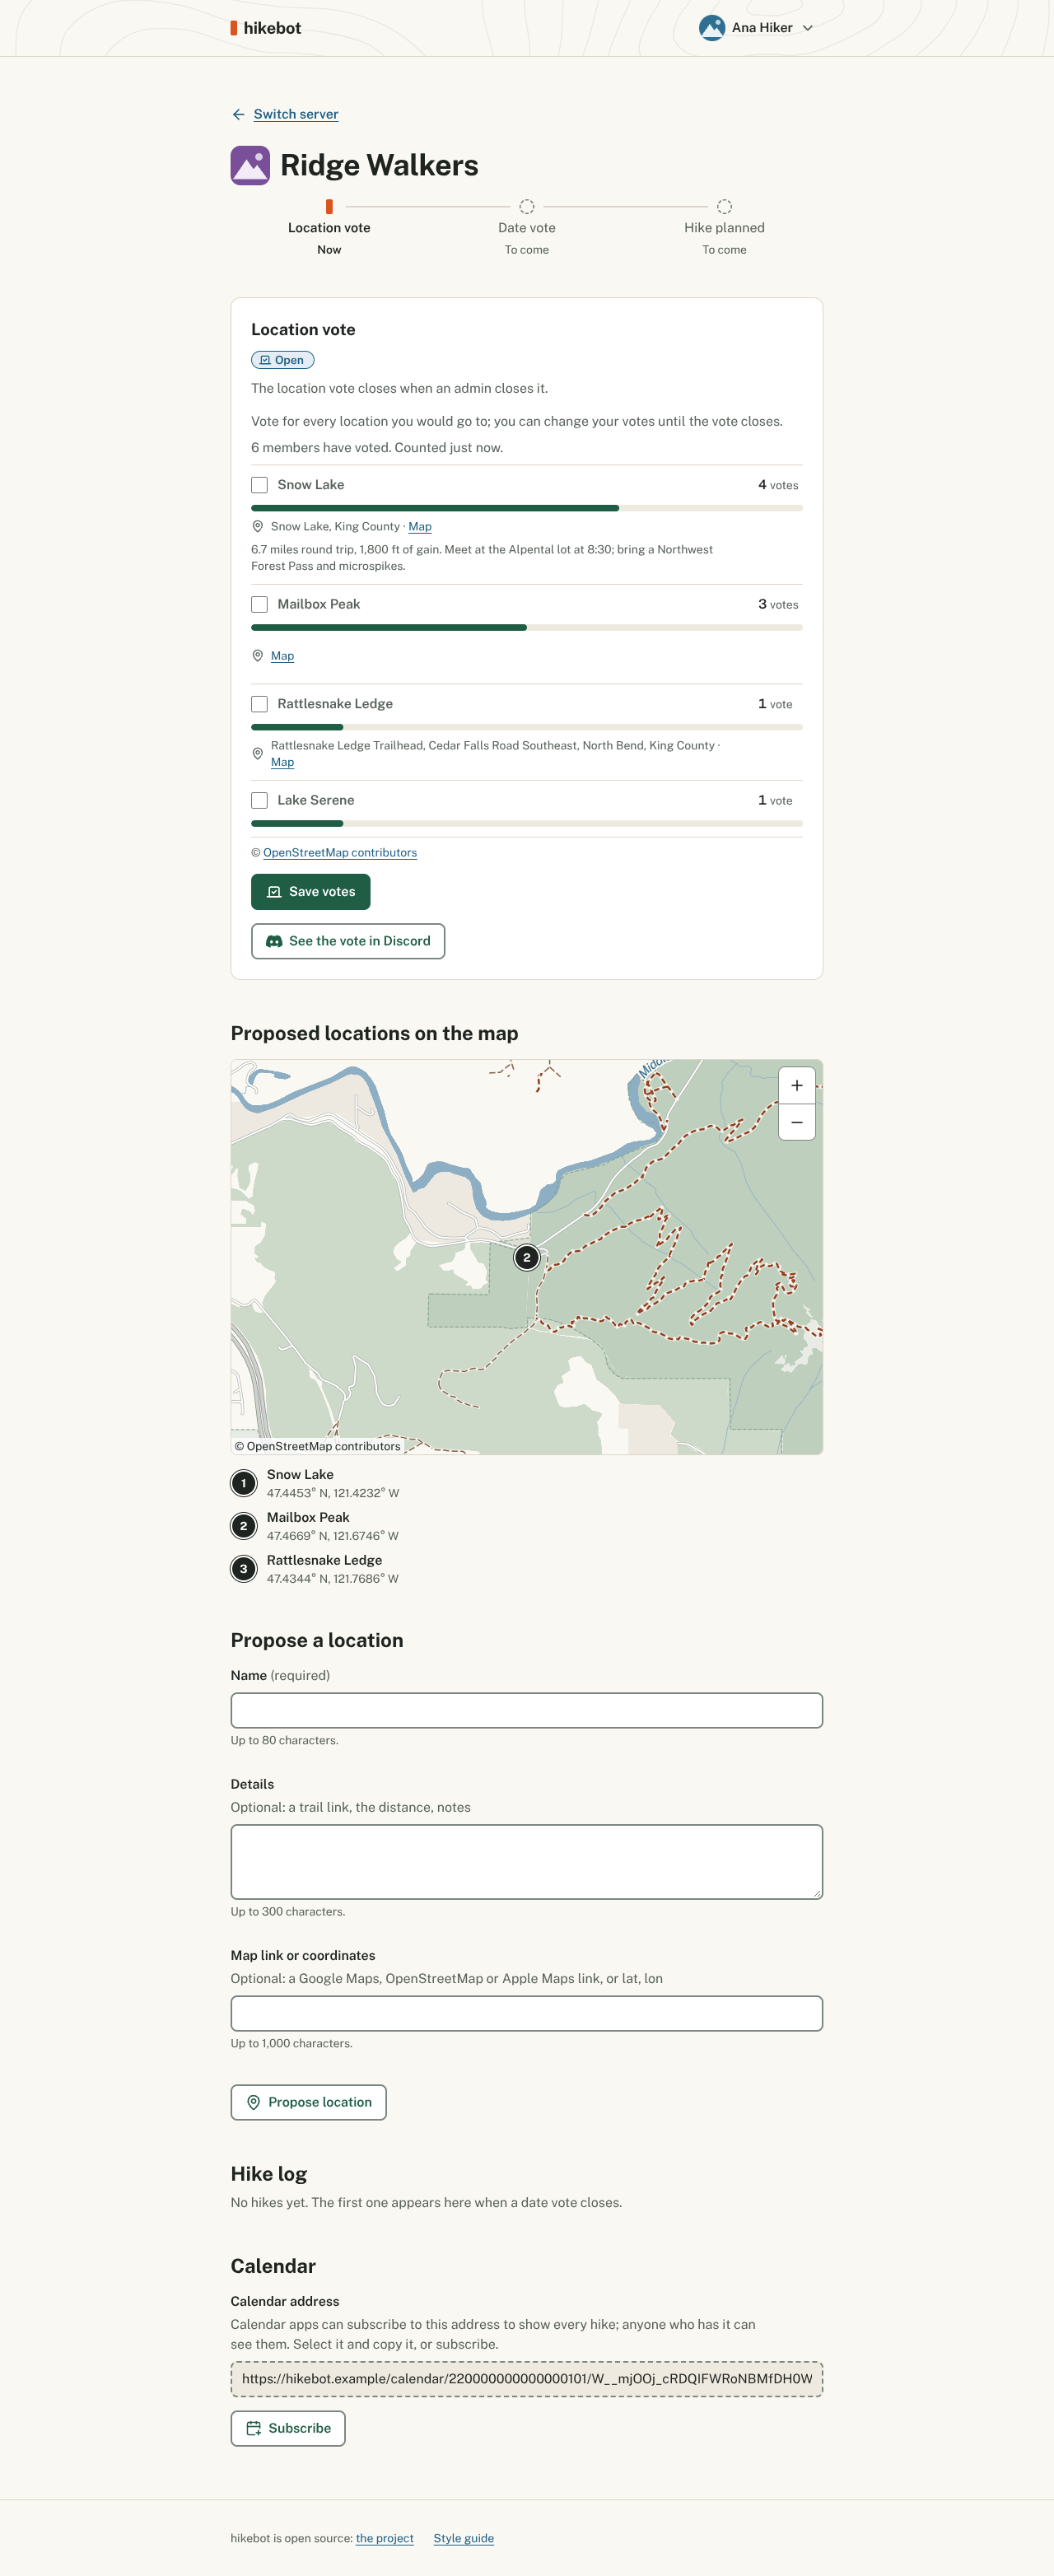 hikebot
Ana Hiker
Switch server
Ridge Walkers
Location vote
Now
Date vote
To come
Hike planned
To come
Location vote
Open
The location vote closes when an admin closes it.
Vote for every location you would go to; you can change your votes until the vote closes.
6 members have voted. Counted just now.
Snow Lake
4 votes
Snow Lake, King County · Map
6.7 miles round trip, 1,800 ft of gain. Meet at the Alpental lot at 8:30; bring a Northwest
Forest Pass and microspikes.
Mailbox Peak
3 votes
Map
Rattlesnake Ledge
1 vote
Rattlesnake Ledge Trailhead, Cedar Falls Road Southeast, North Bend, King County ·
Map
Lake Serene
1 vote
© OpenStreetMap contributors
Save votes
See the vote in Discord
Proposed locations on the map
+
−
2
© OpenStreetMap contributors
1
Snow Lake
47.4453° N, 121.4232° W
2
Mailbox Peak
47.4669° N, 121.6746° W
3
Rattlesnake Ledge
47.4344° N, 121.7686° W
Propose a location
Name (required)
Up to 80 characters.
Details
Optional: a trail link, the distance, notes
Up to 300 characters.
Map link or coordinates
Optional: a Google Maps, OpenStreetMap or Apple Maps link, or lat, lon
Up to 1,000 characters.
Propose location
Hike log
No hikes yet. The first one appears here when a date vote closes.
Calendar
Calendar address
Calendar apps can subscribe to this address to show every hike; anyone who has it can
see them. Select it and copy it, or subscribe.
https://hikebot.example/calendar/220000000000000101/W__mjOOj_cRDQIFWRoNBMfDH0W
Subscribe
hikebot is open source: the project
Style guide